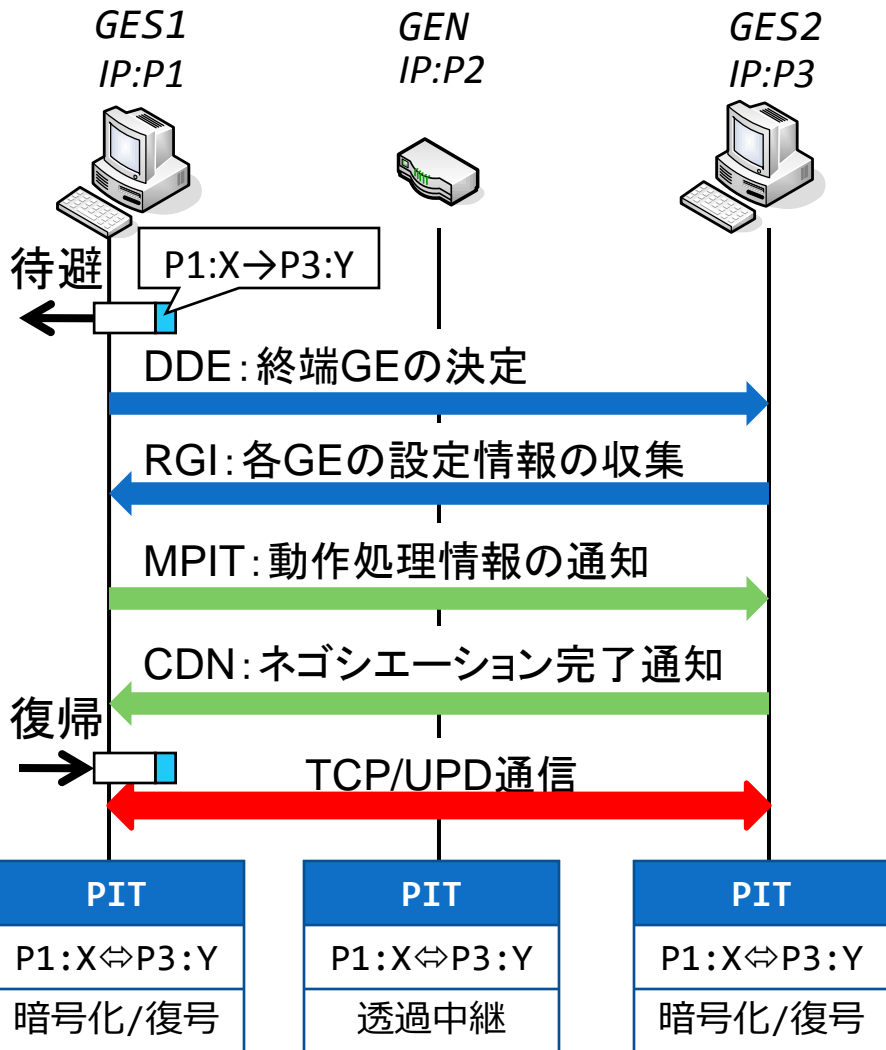 GES1
IP:P1
GEN
IP:P2
GES2
IP:P3
待避
P1:X→P3:Y
DDE：終端GEの決定
RGI：各GEの設定情報の収集
MPIT：動作処理情報の通知
CDN：ネゴシエーション完了通知
復帰
TCP/UPD通信
PIT
P1:X⇔P3:Y
暗号化/復号
PIT
P1:X⇔P3:Y
透過中継
PIT
P1:X⇔P3:Y
暗号化/復号